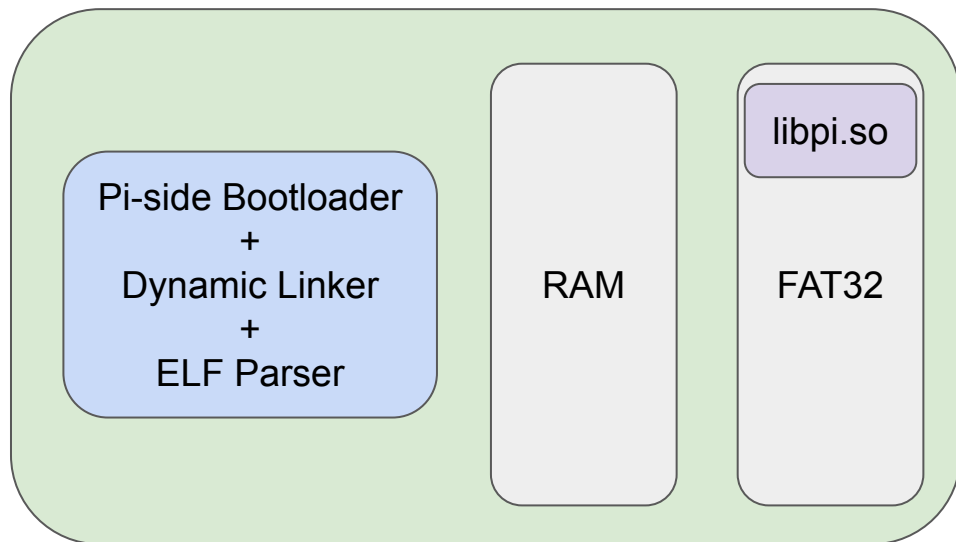 Pi-side Bootloader
+
Dynamic Linker
+
ELF Parser
RAM
libpi.so
FAT32